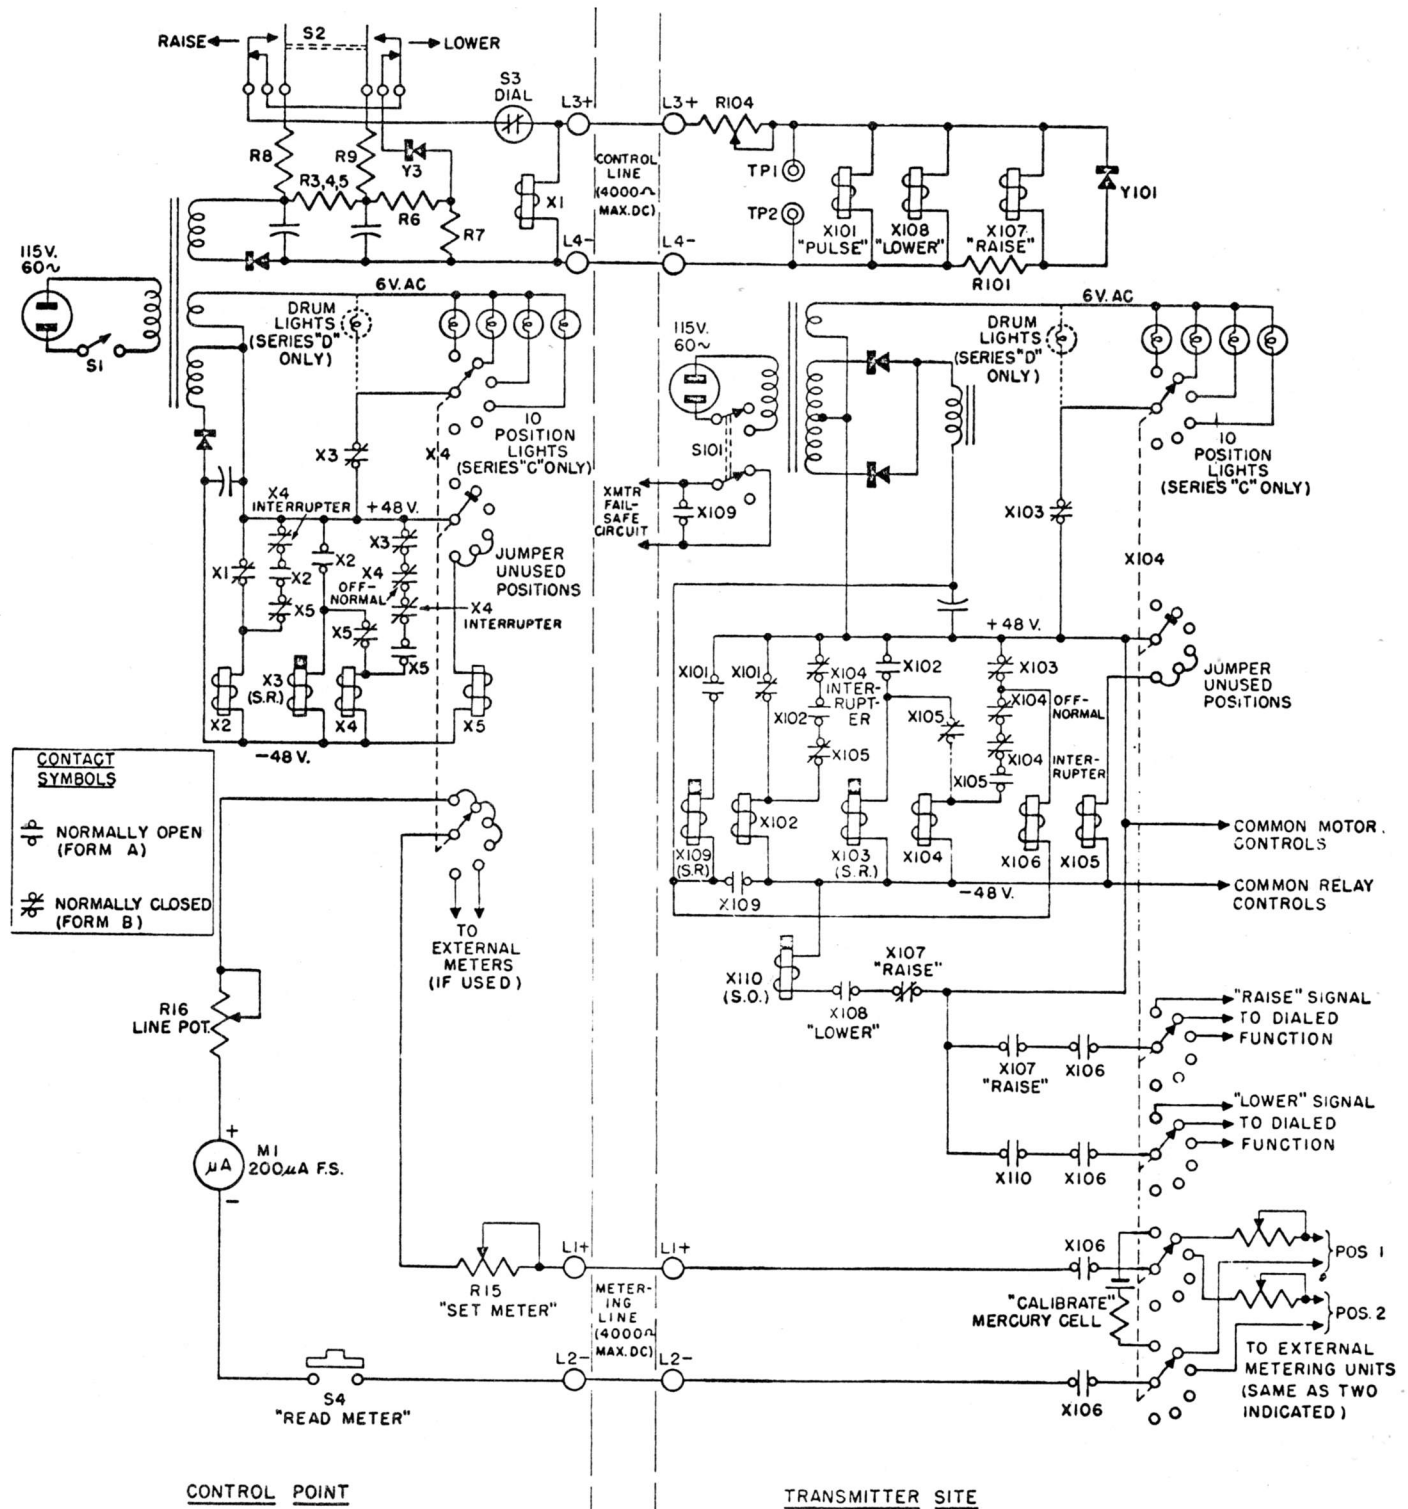 RAISE
S2
LOWER
S3
DIAL
L3+
L3+
R104
R8
R9
Y3
R3,4,5
R6
R7
X1
CONTROL
LINE
(4000Ω
MAX.DC)
TP1
TP2
Y101
X101
"PULSE"
X108
"LOWER"
X107
"RAISE"
L4-
L4-
R101
115V.
60~
S1
6V. AC
DRUM
LIGHTS
(SERIES"D"
ONLY)
10
POSITION
LIGHTS
(SERIES"C"ONLY)
X3
X4
X4
INTERRUPTER
+48V.
X1
X2
X5
X2
X5
X3
X4
OFF-
NORMAL
X4
INTERRUPTER
X5
JUMPER
UNUSED
POSITIONS
X2
X3
(S.R.)
X4
X5
-48 V.
6V. AC
115V.
60~
DRUM
LIGHTS
(SERIES"D"
ONLY)
S101
10
POSITION
LIGHTS
(SERIES"C"ONLY)
XMTR
FAIL-
SAFE
CIRCUIT
X109
X103
X104
+48 V.
X101
X101
X104
INTER-
RUPT-
ER
X102
X105
X102
X105
X103
X104
OFF-
NORMAL
X104
INTER-
RUPTER
X105
JUMPER
UNUSED
POSITIONS
X109
(S.R)
X102
X103
(S.R.)
X104
X106
X105
X109
-48V.
COMMON MOTOR
CONTROLS
COMMON RELAY
CONTROLS
CONTACT
SYMBOLS
NORMALLY OPEN
(FORM A)
NORMALLY CLOSED
(FORM B)
TO
EXTERNAL
METERS
(IF USED)
X110
(S.O.)
X108
"LOWER"
X107
"RAISE"
"RAISE" SIGNAL
TO DIALED
FUNCTION
X107
"RAISE"
X106
"LOWER" SIGNAL
TO DIALED
FUNCTION
X110
X106
R16
LINE POT.
+
M1
200μA F.S.
μA
-
R15
"SET METER"
L1+
L1+
METER-
ING
LINE
(4000Ω
MAX.DC)
L2-
L2-
S4
"READ METER"
X106
"CALIBRATE"
MERCURY CELL
POS 1
POS.2
TO EXTERNAL
METERING UNITS
(SAME AS TWO
INDICATED)
X106
CONTROL POINT
TRANSMITTER SITE